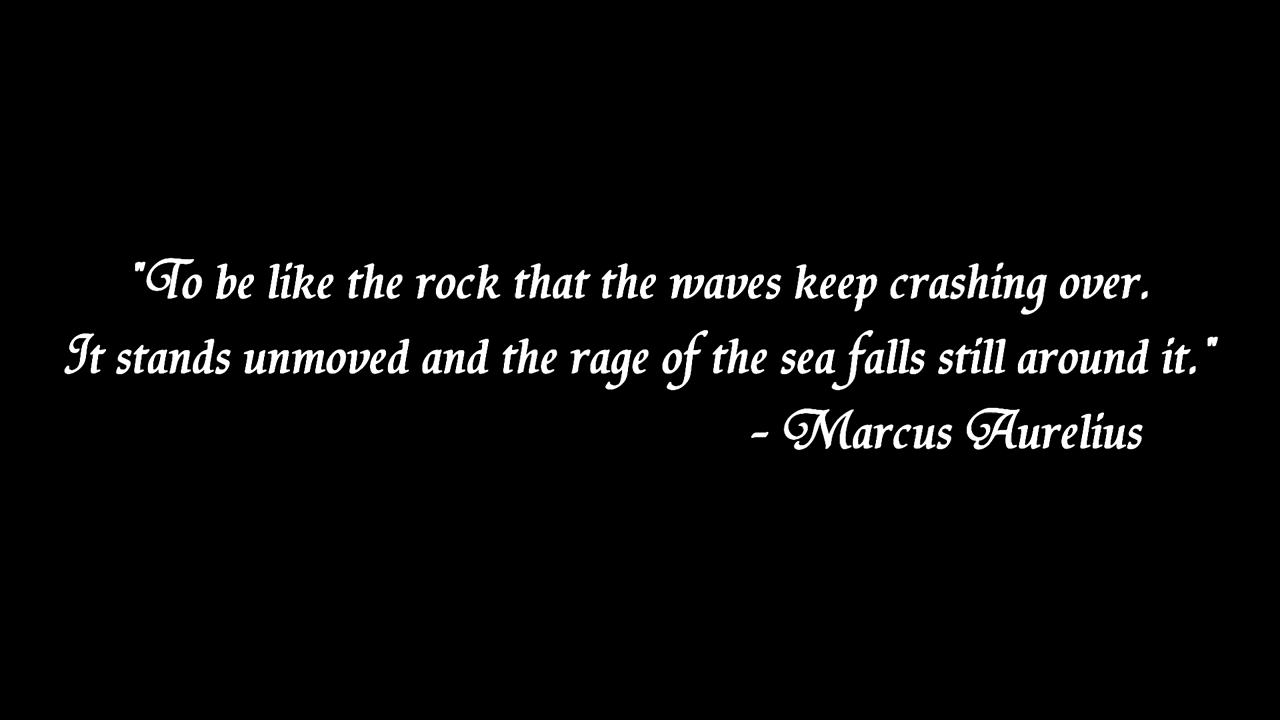 "To be like the rock that the waves keep crashing over.
It stands unmoved and the rage of the sea falls still around it."
- Marcus Aurelius